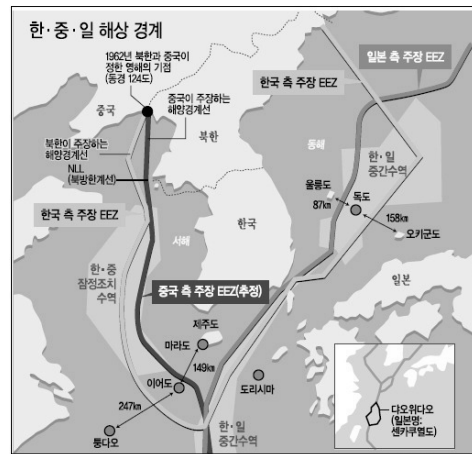 한·중·일 해상 경계
1962년 북한과 중국이
정한 영해의 기점
(동경 124도)
중국
중국이 주장하는
해양경계선
북한이 주장하는
해양경계선
NLL
(북방한계선)
북한
일본 측 주장 EEZ
한국 측 주장 EEZ
동해
한·일
중간수역
울릉도
독도
87㎞
158㎞
오키군도
한국 측 주장 EEZ
서해
한국
한·중
잠정조치
수역
중국 측 주장 EEZ(추정)
일본
제주도
마라도
149㎞
이어도
도리시마
247㎞
퉁다오
한·일
중간수역
댜오위다오
(일본명:
센카쿠열도)